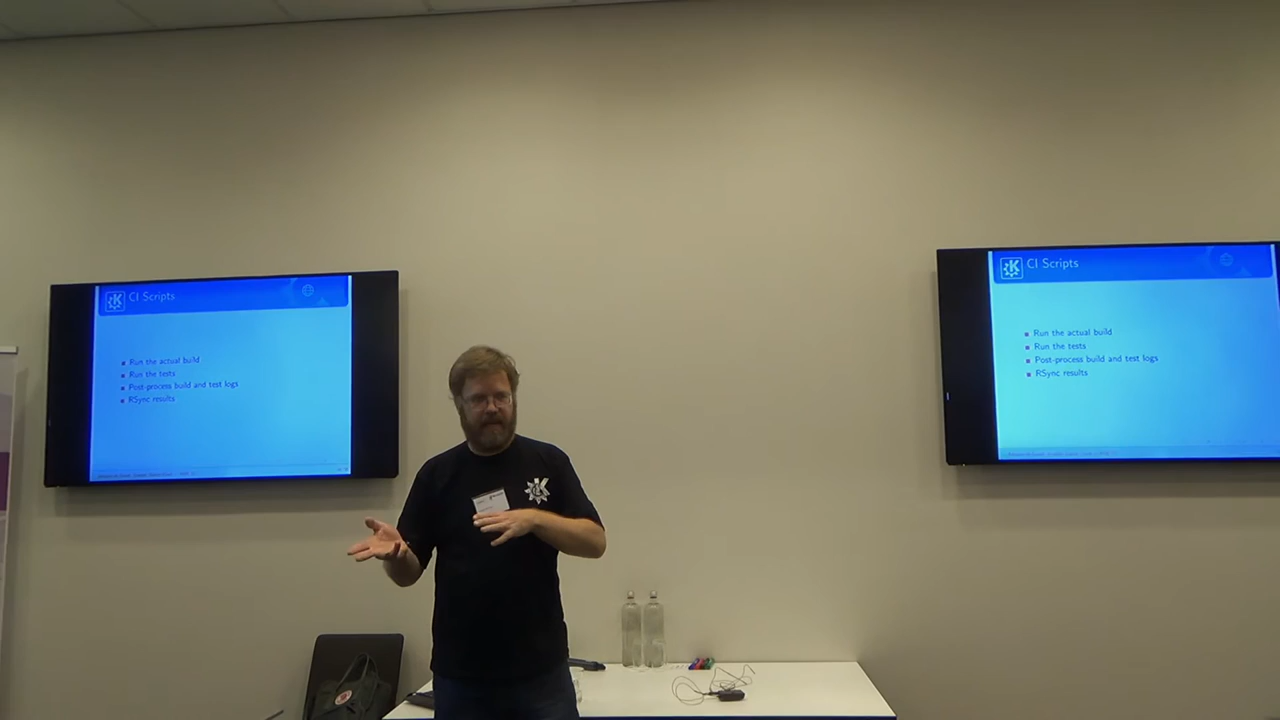 CI Scripts
Run the actual build
Run the tests
Post-process build and test logs
RSync results
CI Scripts
Run the actual build
Run the tests
Post-process build and test logs
RSync results